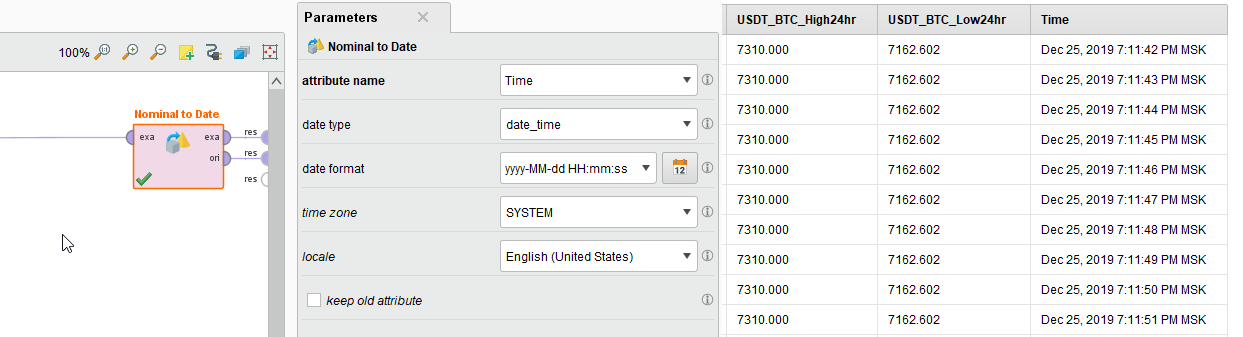 100%
Nominal to Date
exa
exa
ori
res
res
res
Parameters
Nominal to Date
attribute name
Time
date type
date_time
date format
yyyy-MM-dd HH:mm:ss
12
time zone
SYSTEM
locale
English (United States)
keep old attribute
USDT_BTC_High24hr USDT_BTC_Low24hr Time
7310.000 7162.602 Dec 25, 2019 7:11:42 PM MSK
7310.000 7162.602 Dec 25, 2019 7:11:43 PM MSK
7310.000 7162.602 Dec 25, 2019 7:11:44 PM MSK
7310.000 7162.602 Dec 25, 2019 7:11:45 PM MSK
7310.000 7162.602 Dec 25, 2019 7:11:46 PM MSK
7310.000 7162.602 Dec 25, 2019 7:11:47 PM MSK
7310.000 7162.602 Dec 25, 2019 7:11:48 PM MSK
7310.000 7162.602 Dec 25, 2019 7:11:49 PM MSK
7310.000 7162.602 Dec 25, 2019 7:11:50 PM MSK
7310.000 7162.602 Dec 25, 2019 7:11:51 PM MSK